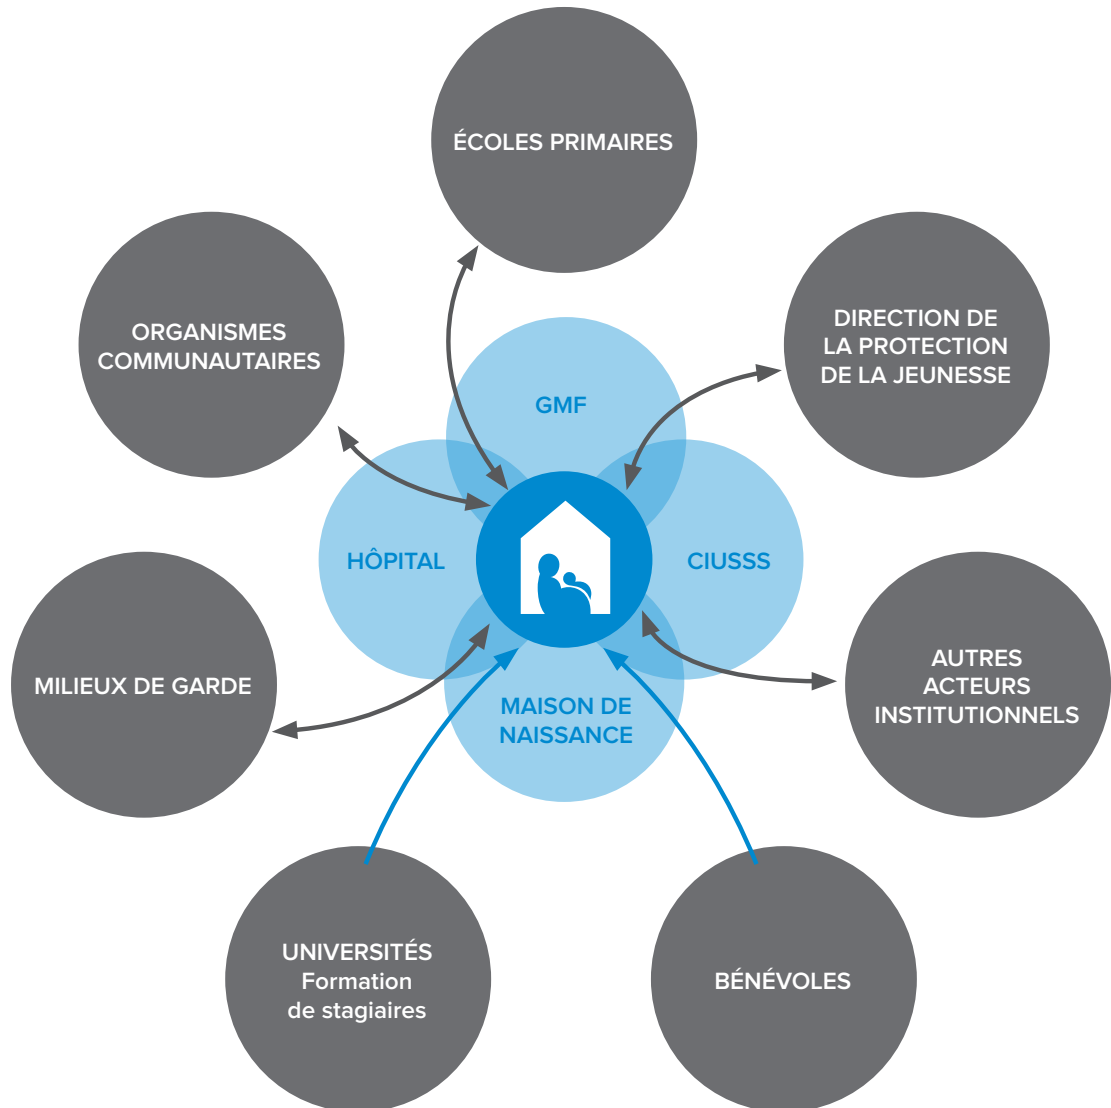 ÉCOLES PRIMAIRES
ORGANISMES
COMMUNAUTAIRES
DIRECTION DE
LA PROTECTION
DE LA JEUNESSE
GMF
HÔPITAL
CIUSSS
MILIEUX DE GARDE
MAISON DE
NAISSANCE
AUTRES
ACTEURS
INSTITUTIONNELS
UNIVERSITÉS
Formation
de stagiaires
BÉNÉVOLES